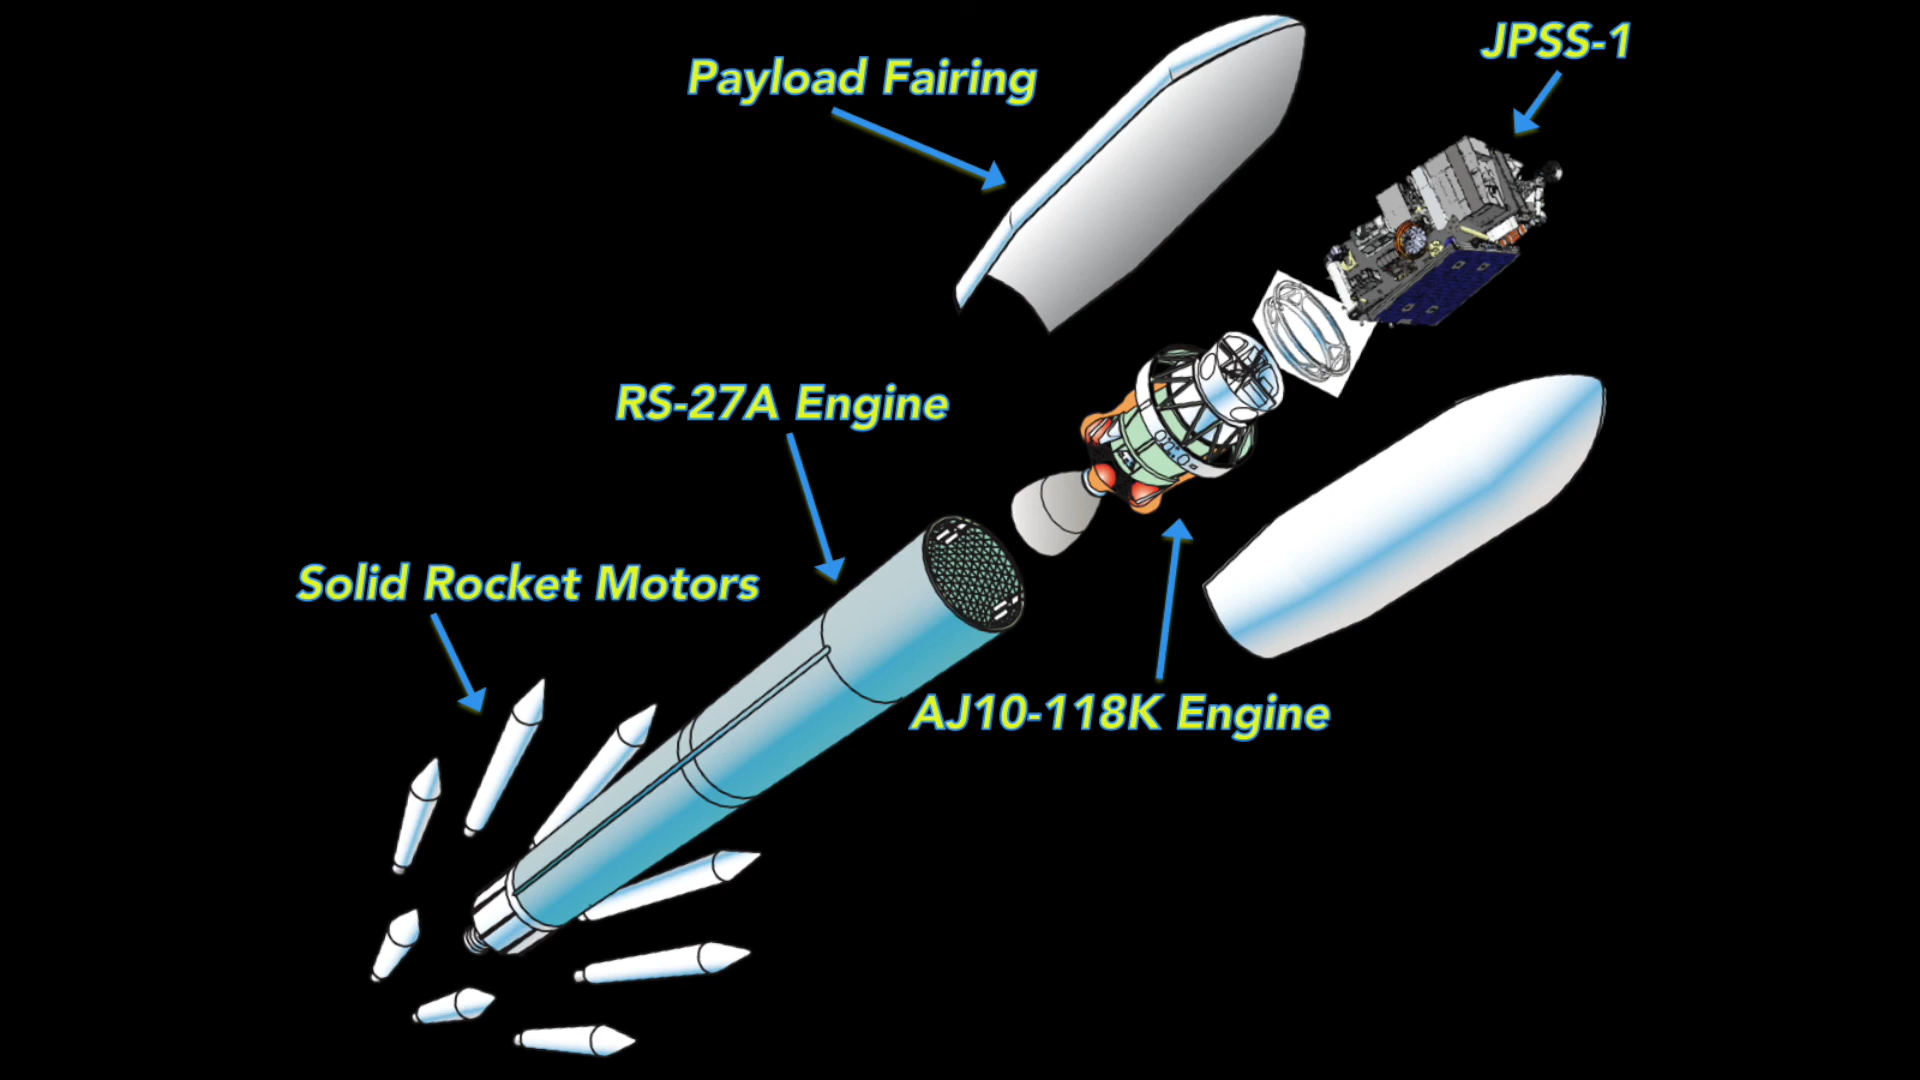 JPSS-1
Payload Fairing
RS-27A Engine
Solid Rocket Motors
AJ10-118K Engine